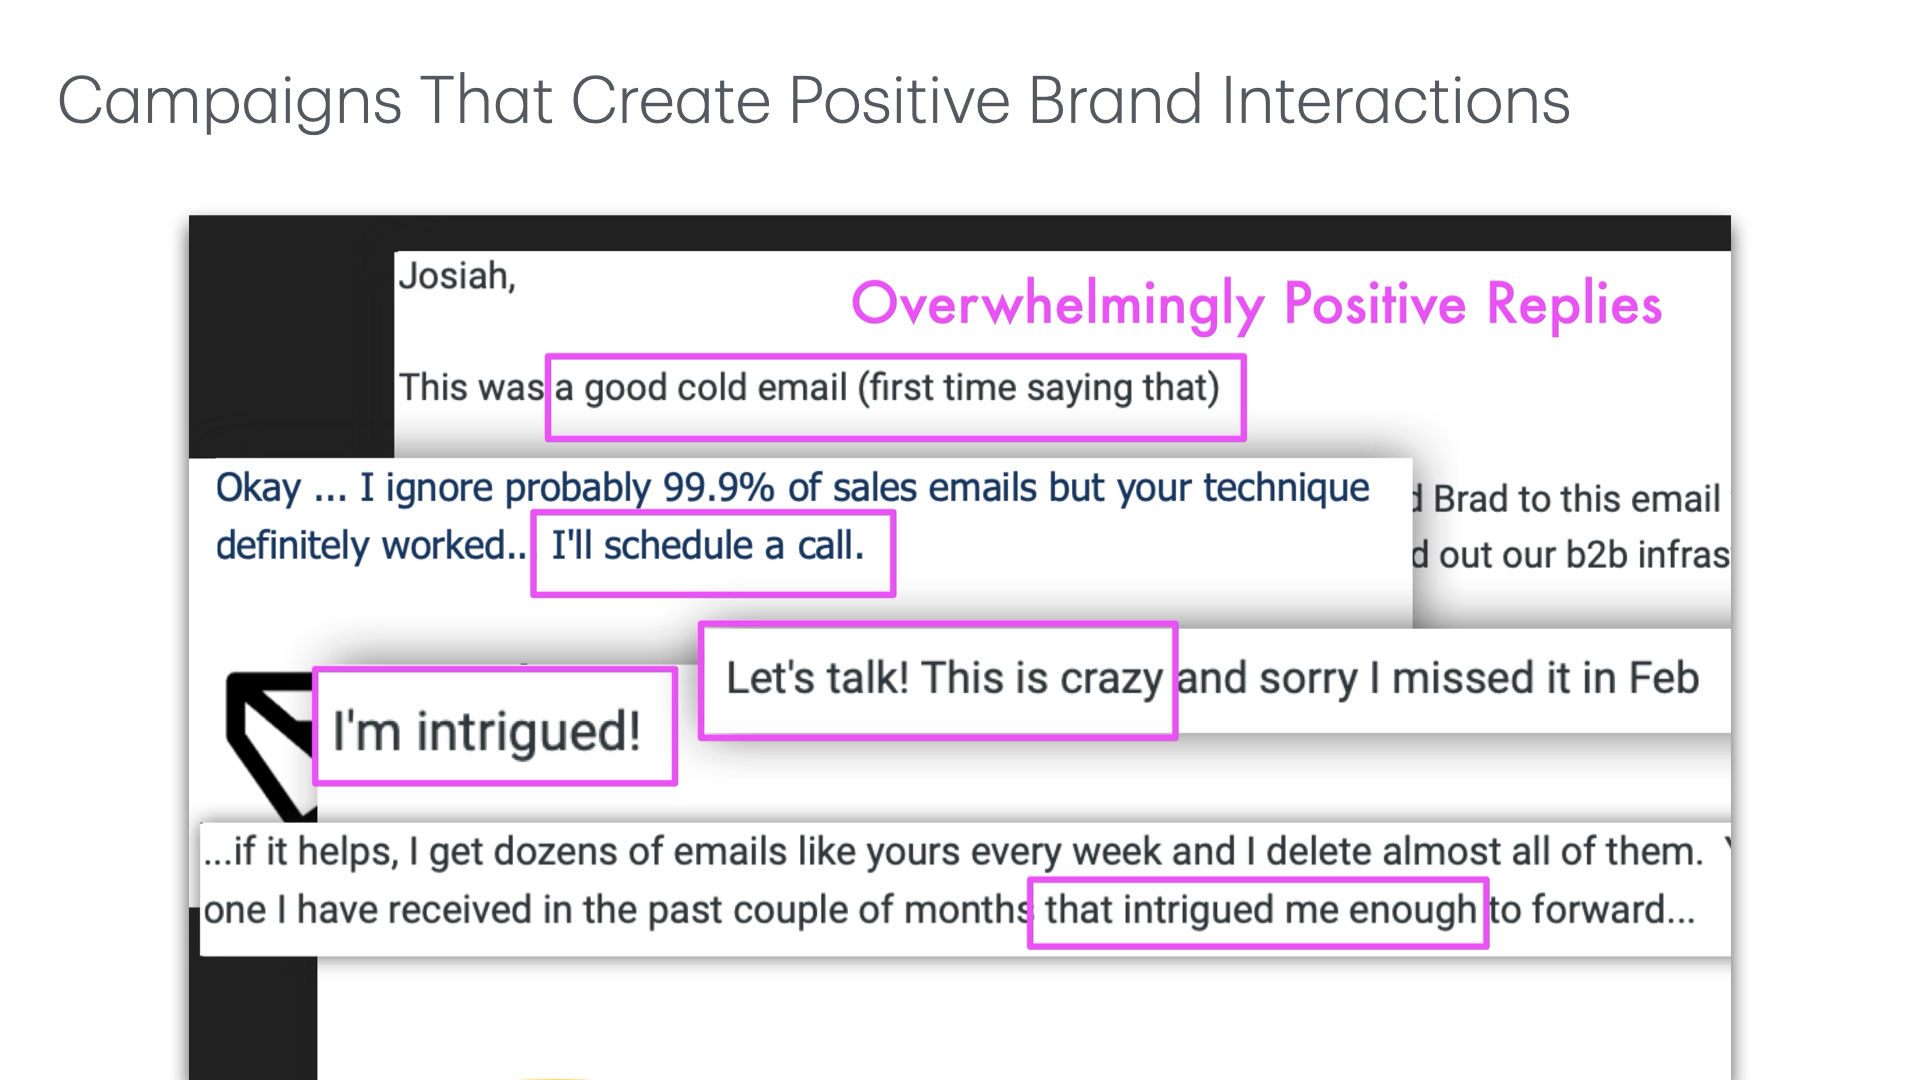 Campaigns That Create Positive Brand Interactions
Josiah,
Overwhelmingly Positive Replies
This was a good cold email (first time saying that)
Okay ... I ignore probably 99.9% of sales emails but your technique
definitely worked.. I'll schedule a call.
d Brad to this email
d out our b2b infras
Let's talk! This is crazy and sorry I missed it in Feb
I'm intrigued!
...if it helps, I get dozens of emails like yours every week and I delete almost all of them.
one I have received in the past couple of months that intrigued me enough to forward...